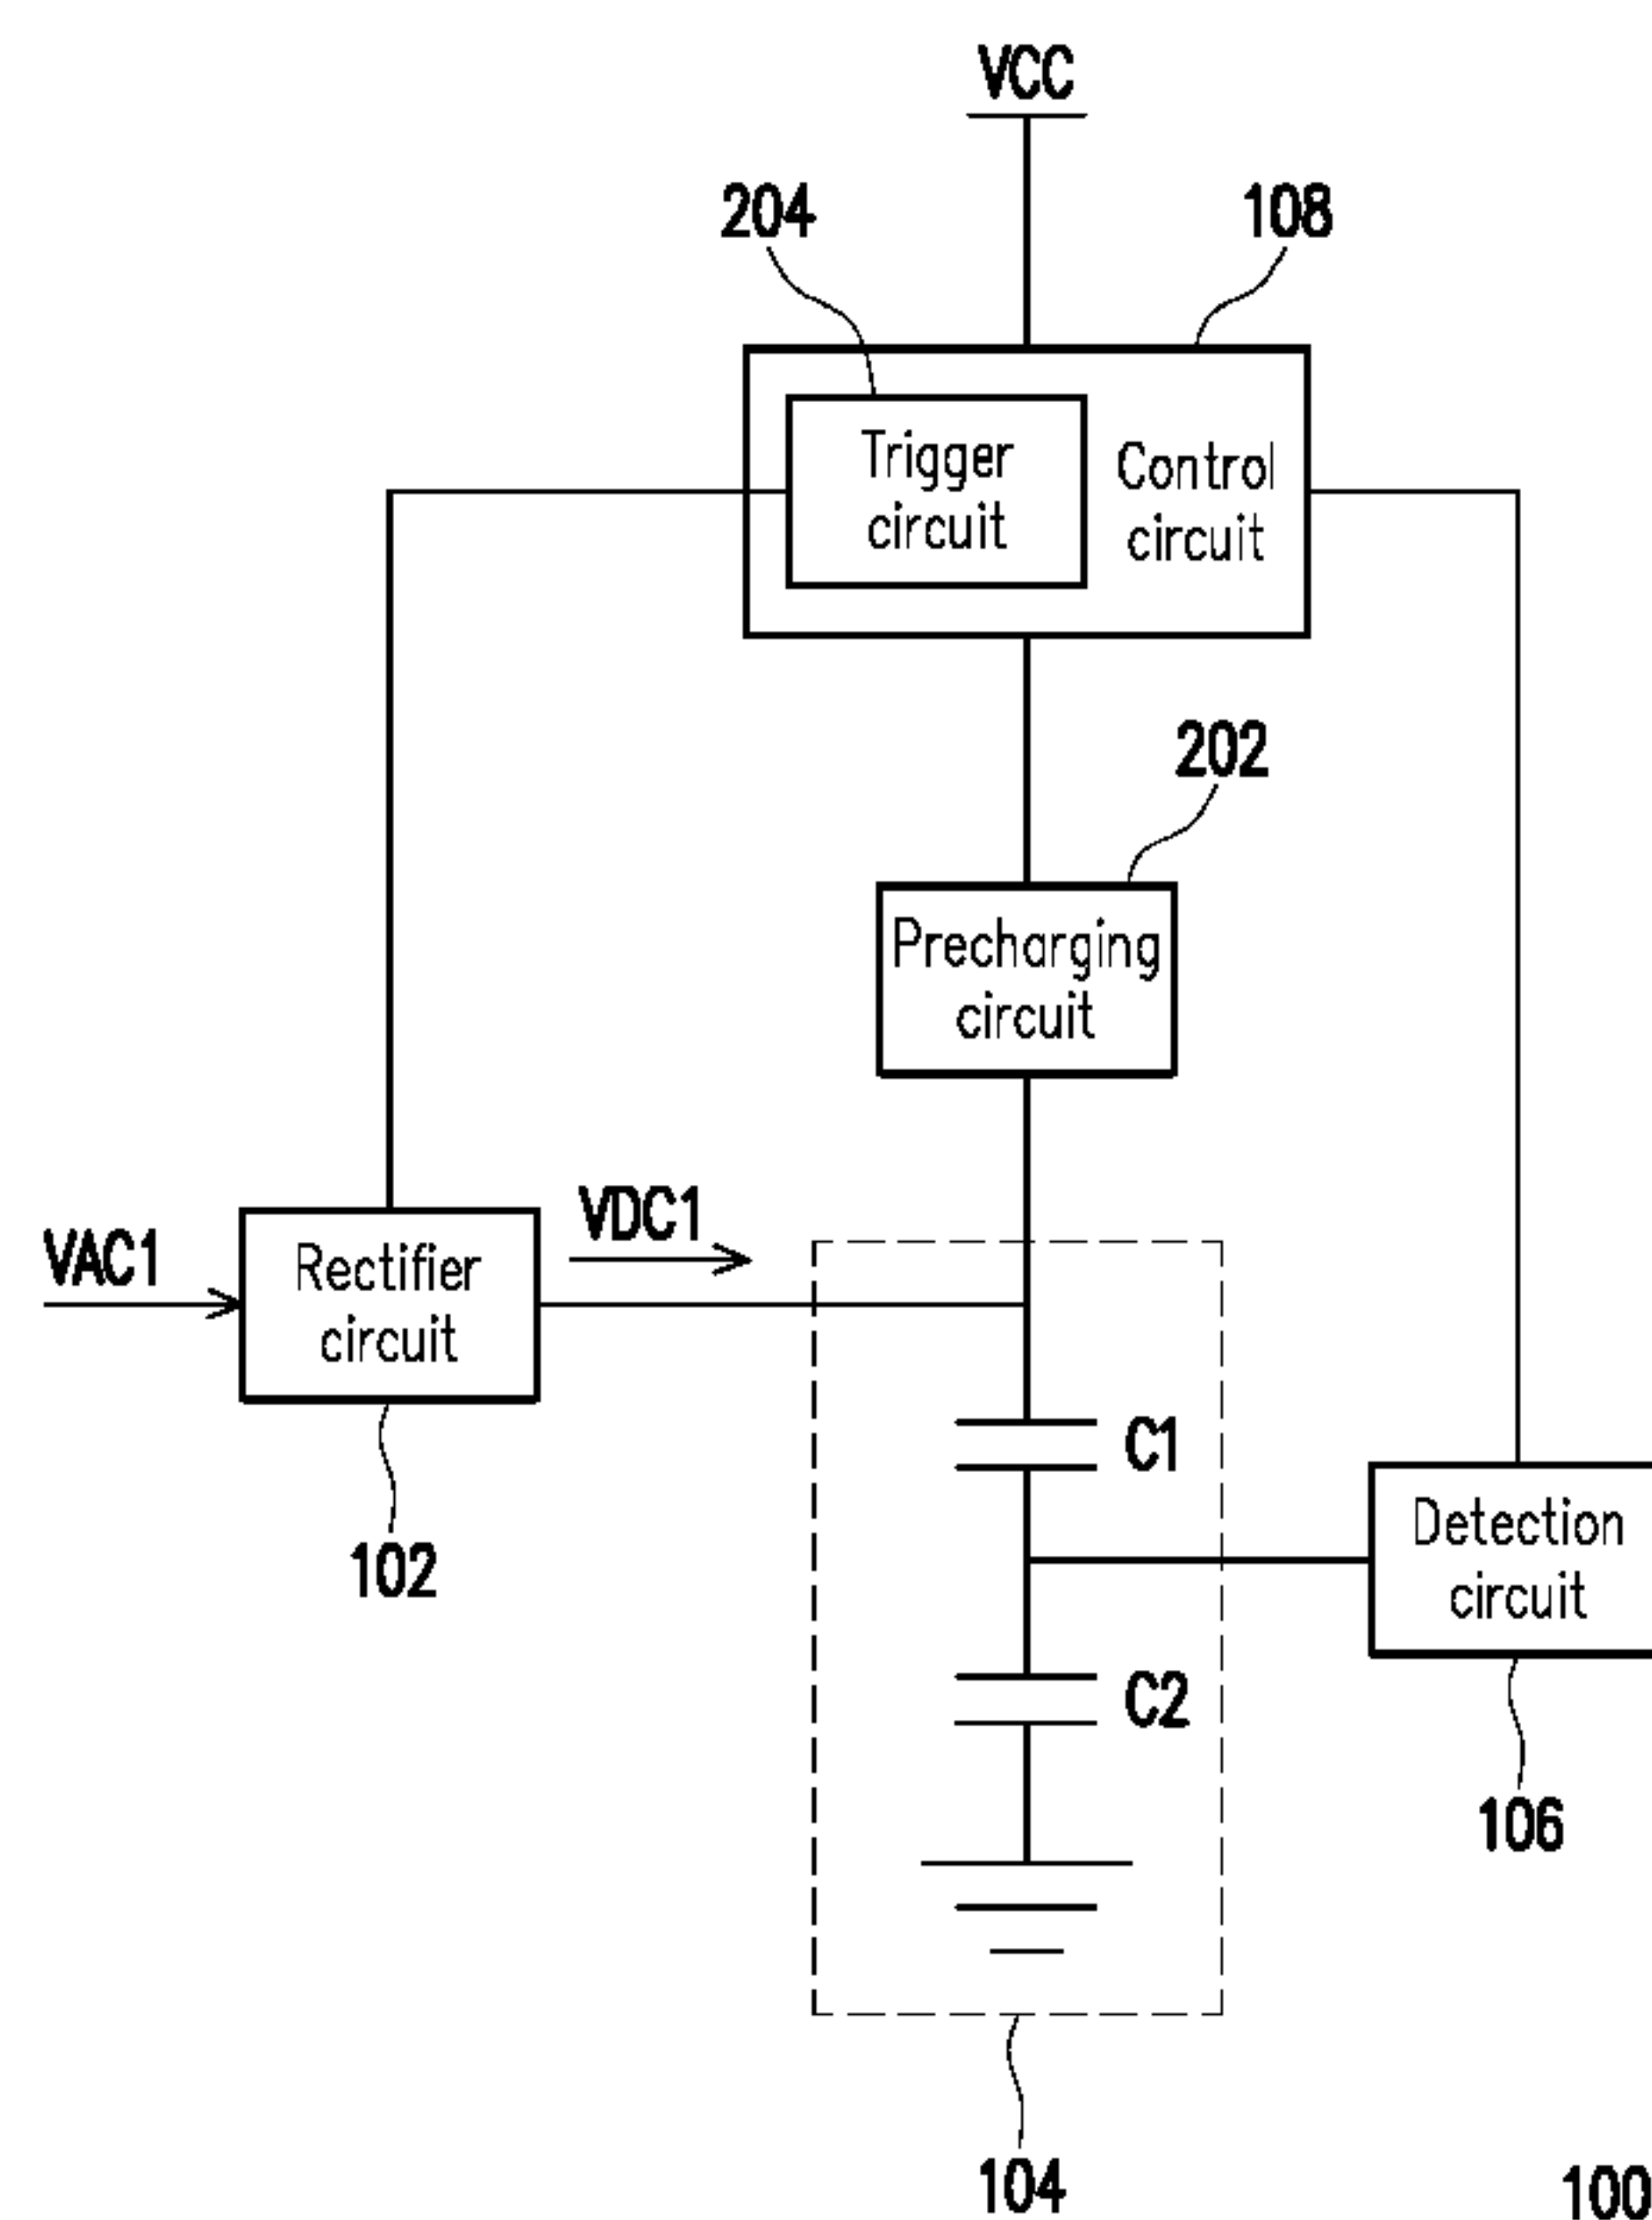 VCC
204
108
Trigger
circuit
Control
circuit
202
Precharging
circuit
VAC1
VDC1
Rectifier
circuit
102
C1
C2
Detection
circuit
106
104
100